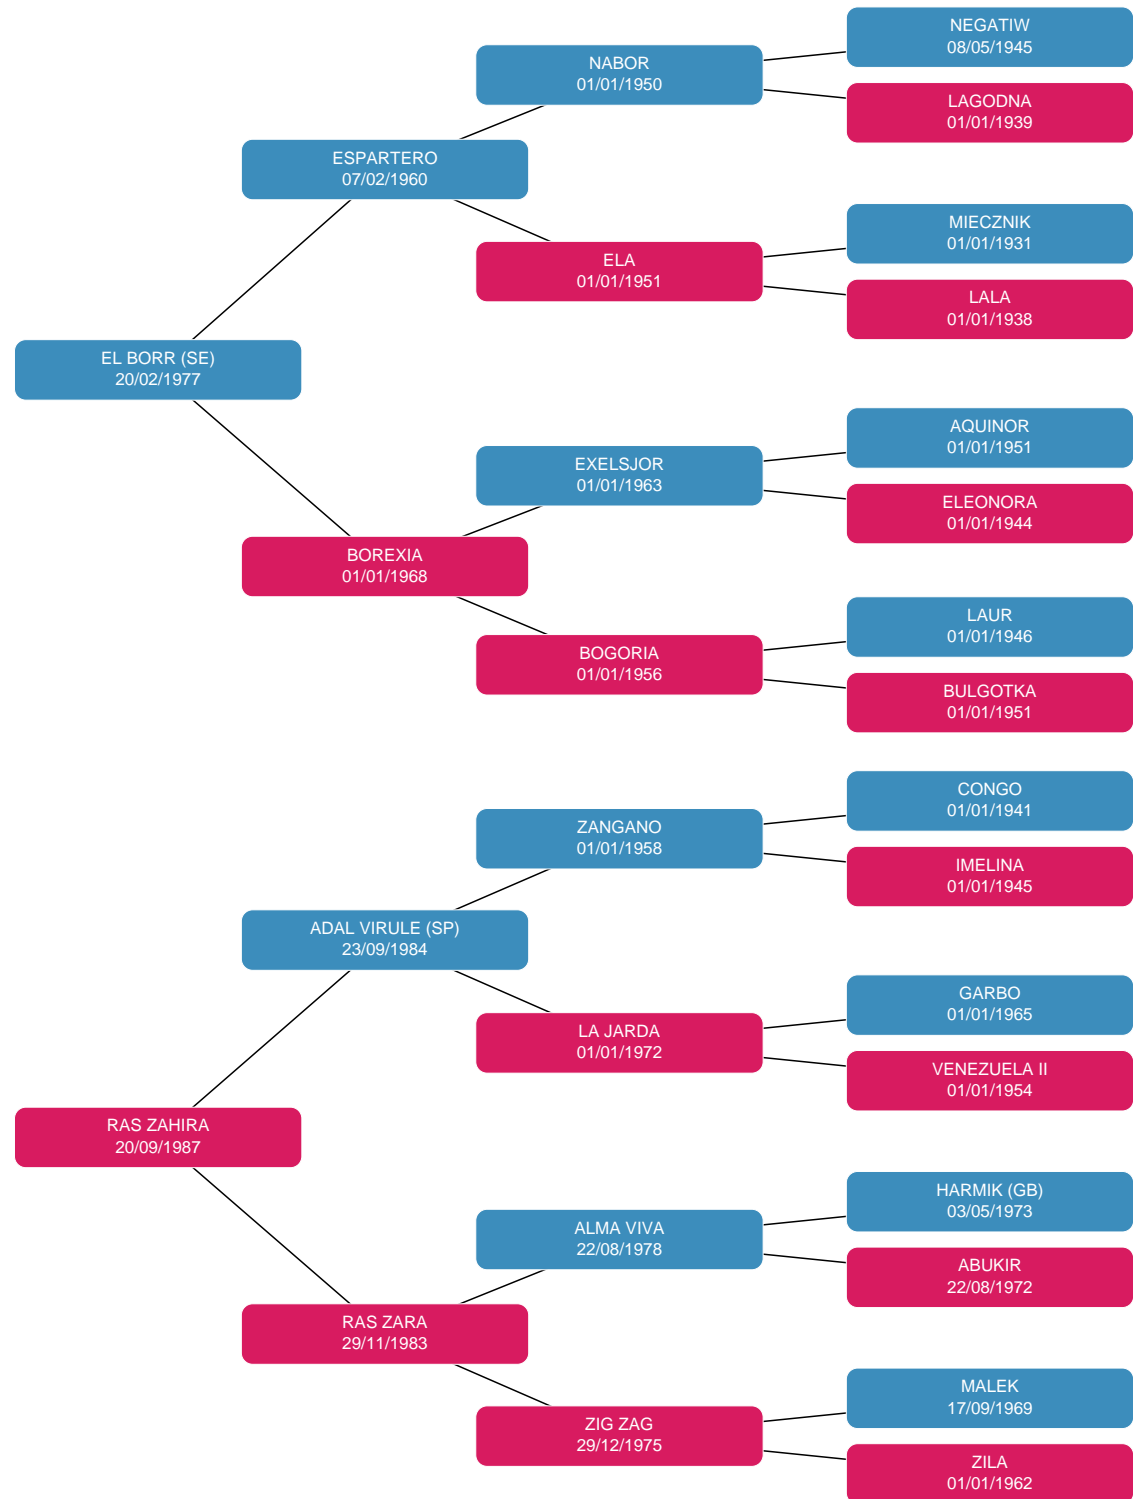 NEGATIW
08/05/1945
NABOR
01/01/1950
LAGODNA
01/01/1939
ESPARTERO
07/02/1960
MIECZNIK
01/01/1931
ELA
01/01/1951
LALA
01/01/1938
EL BORR (SE)
20/02/1977
AQUINOR
01/01/1951
EXELSJOR
01/01/1963
ELEONORA
01/01/1944
BOREXIA
01/01/1968
LAUR
01/01/1946
BOGORIA
01/01/1956
BULGOTKA
01/01/1951
CONGO
01/01/1941
ZANGANO
01/01/1958
IMELINA
01/01/1945
ADAL VIRULE (SP)
23/09/1984
GARBO
01/01/1965
LA JARDA
01/01/1972
VENEZUELA II
01/01/1954
RAS ZAHIRA
20/09/1987
HARMIK (GB)
03/05/1973
ALMA VIVA
22/08/1978
ABUKIR
22/08/1972
RAS ZARA
29/11/1983
MALEK
17/09/1969
ZIG ZAG
29/12/1975
ZILA
01/01/1962